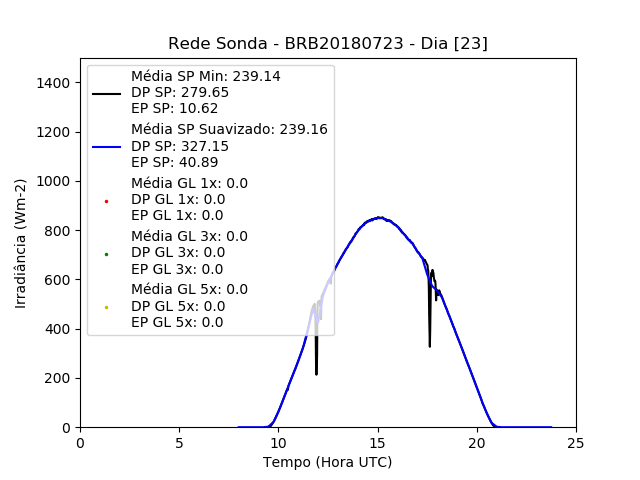 Rede Sonda - BRB20180723 - Dia [23]
Irradiância (Wm-2)
1400
1200
1000
800
600
400
200
0
Média SP Min: 239.14
DP SP: 279.65
EP SP: 10.62
Média SP Suavizado: 239.16
DP SP: 327.15
EP SP: 40.89
Média GL 1x: 0.0
DP GL 1x: 0.0
EP GL 1x: 0.0
Média GL 3x: 0.0
DP GL 3x: 0.0
EP GL 3x: 0.0
Média GL 5x: 0.0
DP GL 5x: 0.0
EP GL 5x: 0.0
0 5 10 15 20 25
Tempo (Hora UTC)